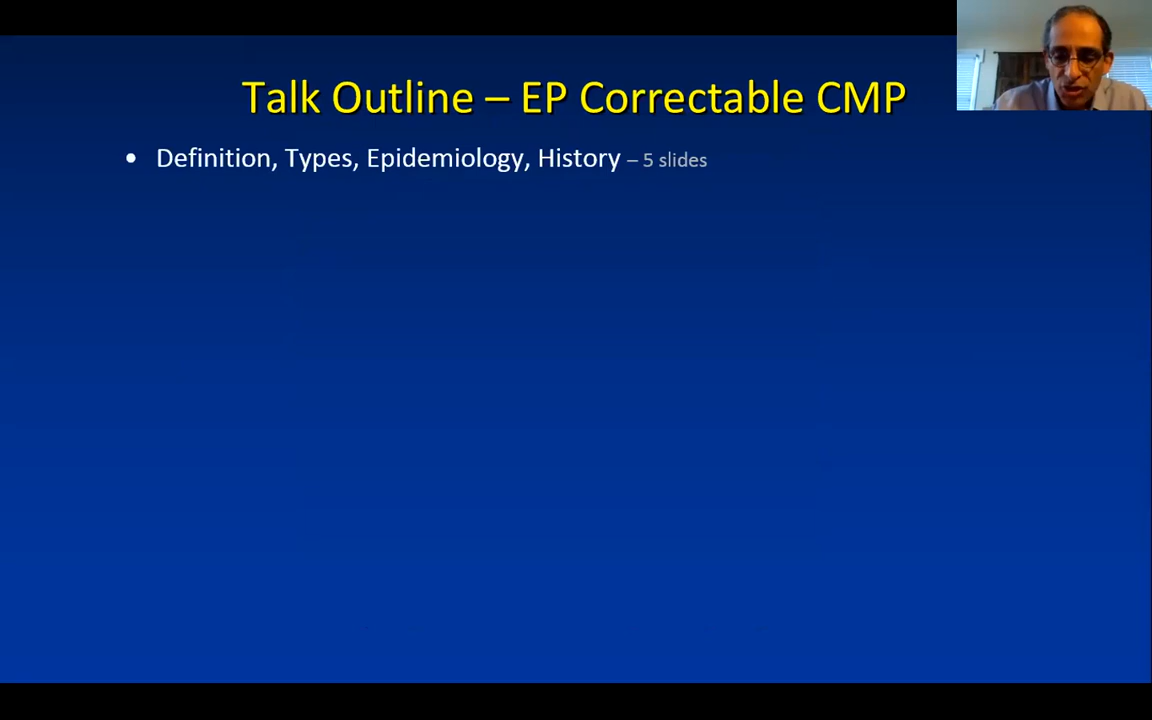 Talk Outline – EP Correctable CMP
• Definition, Types, Epidemiology, History – 5 slides